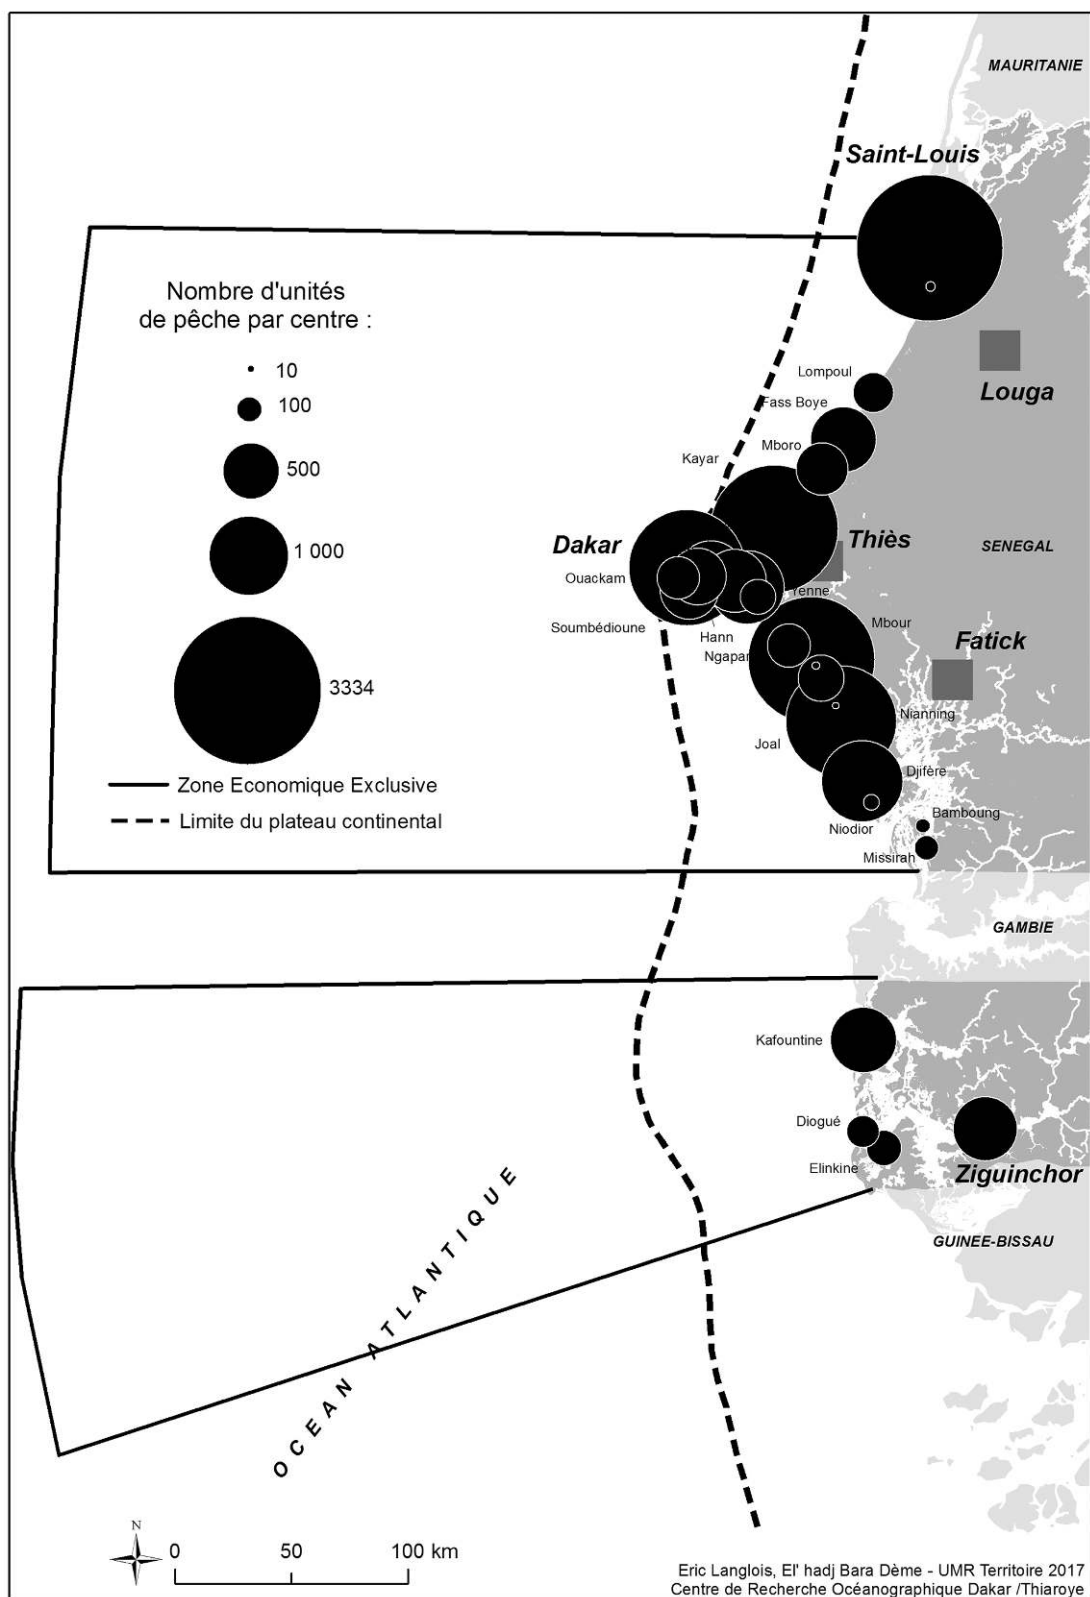 MAURITANIE
Saint-Louis
Nombre d'unités
de pêche par centre :
10
100
500
1 000
3334
Zone Economique Exclusive
Limite du plateau continental
Lompoul
Louga
Fass Boye
Mboro
Kayar
Dakar
Thiès
SENEGAL
Ouackam
Yenne
Soumbédioune
Hann
Mbour
Ngapar
Fatick
Nianning
Joal
Djifère
Niodior
Bamboung
Missirah
GAMBIE
Kafountine
Diogué
Elinkine
Ziguinchor
GUINEE-BISSAU
OCEAN ATLANTIQUE
N
0 50 100 km
Eric Langlois, El' hadj Bara Dème - UMR Territoire 2017
Centre de Recherche Océanographique Dakar /Thiaroye